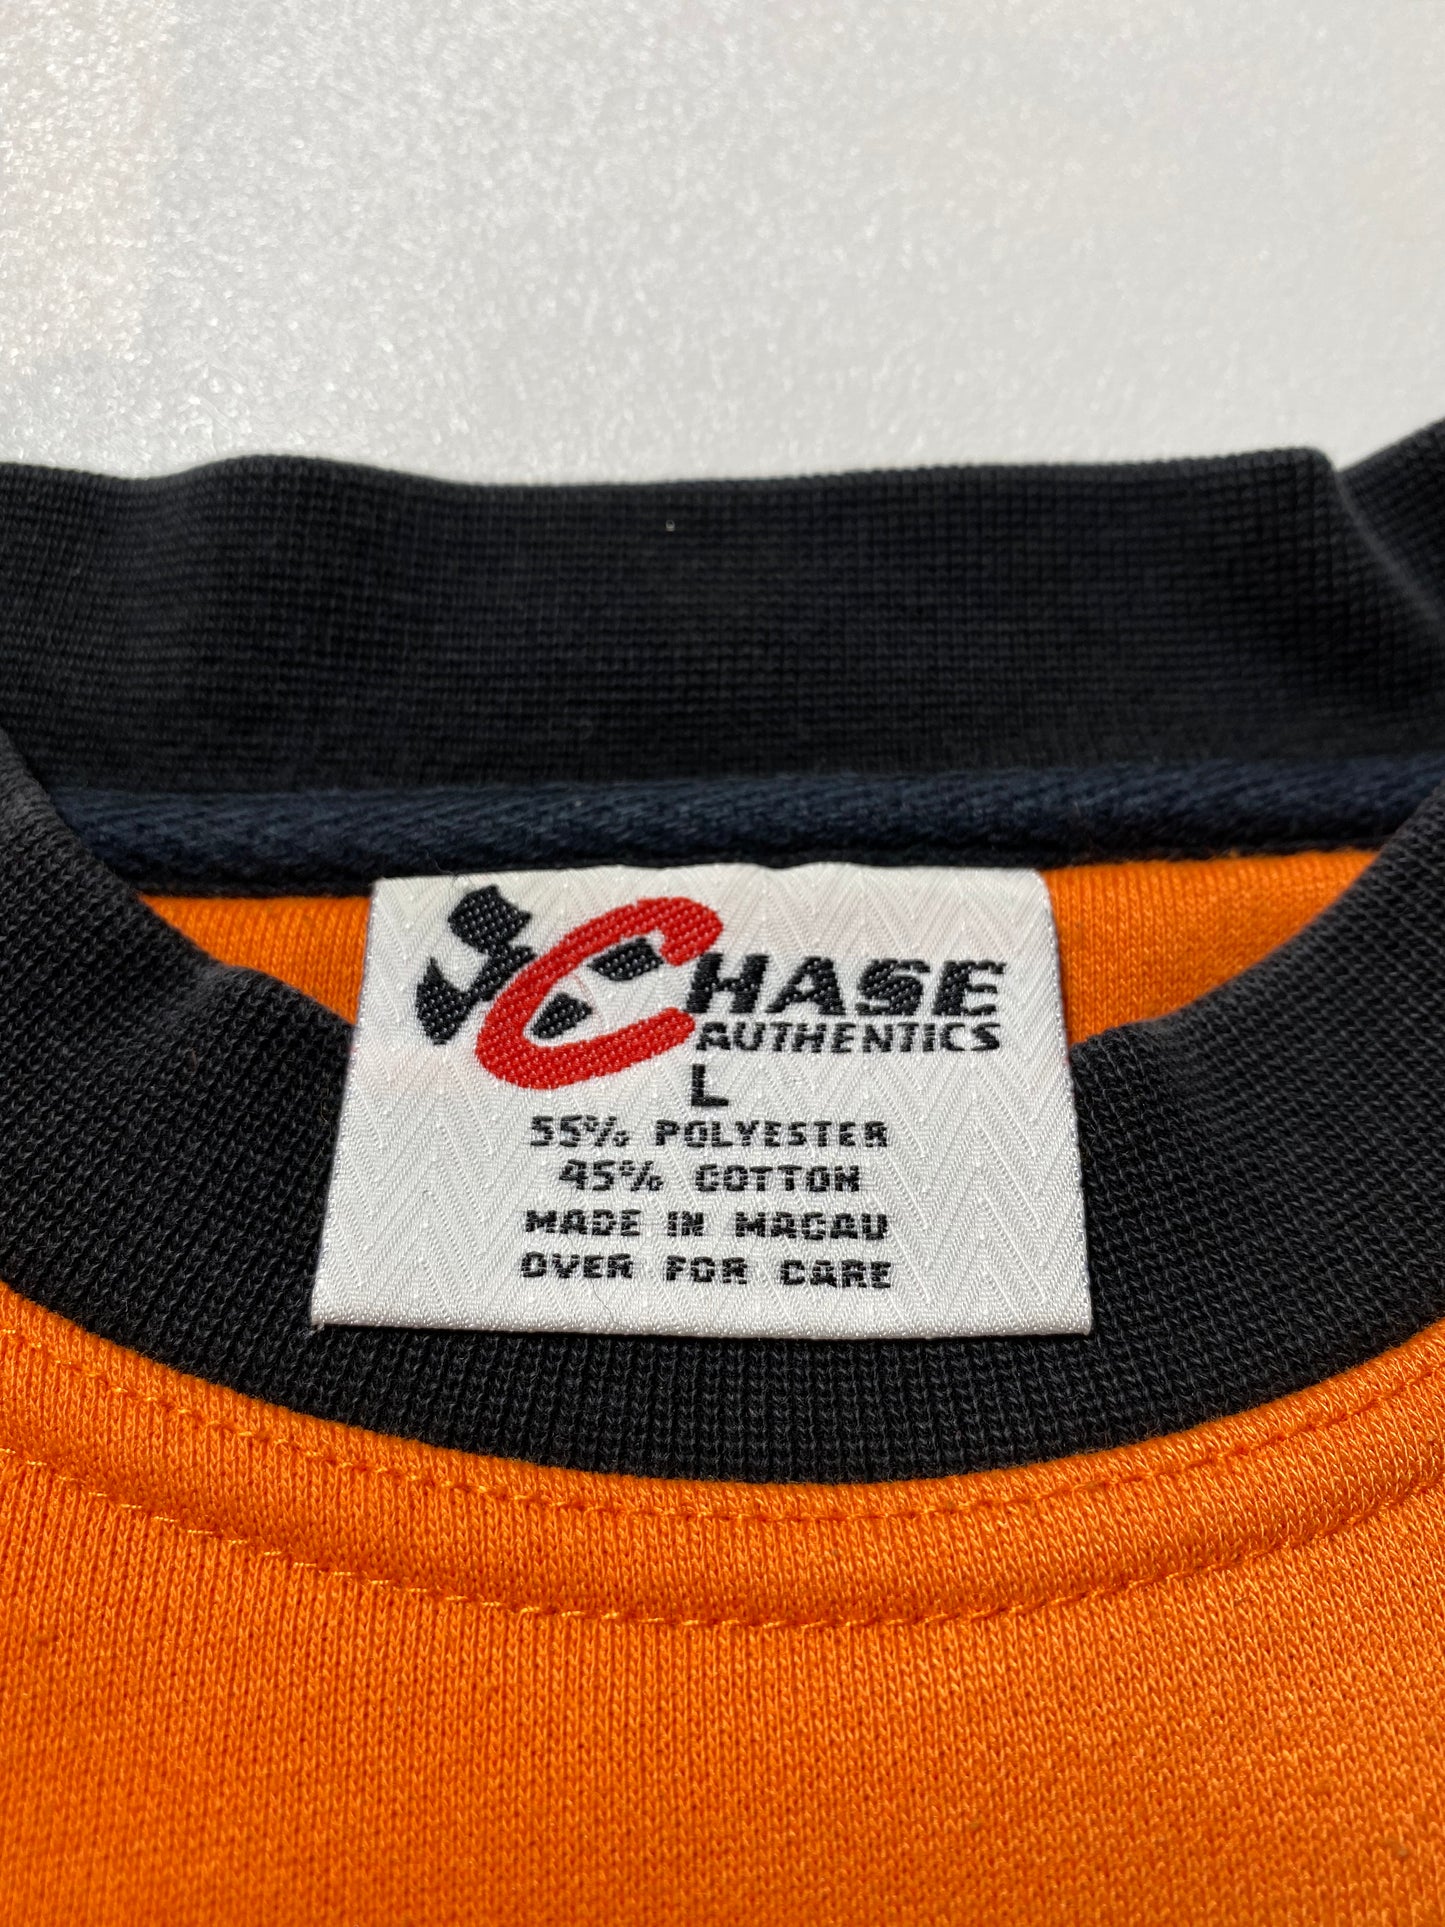 CHASE
AUTHENTICS
L
55% POLYESTER
45% COTTON
MADE IN MACAU
OVER FOR CARE